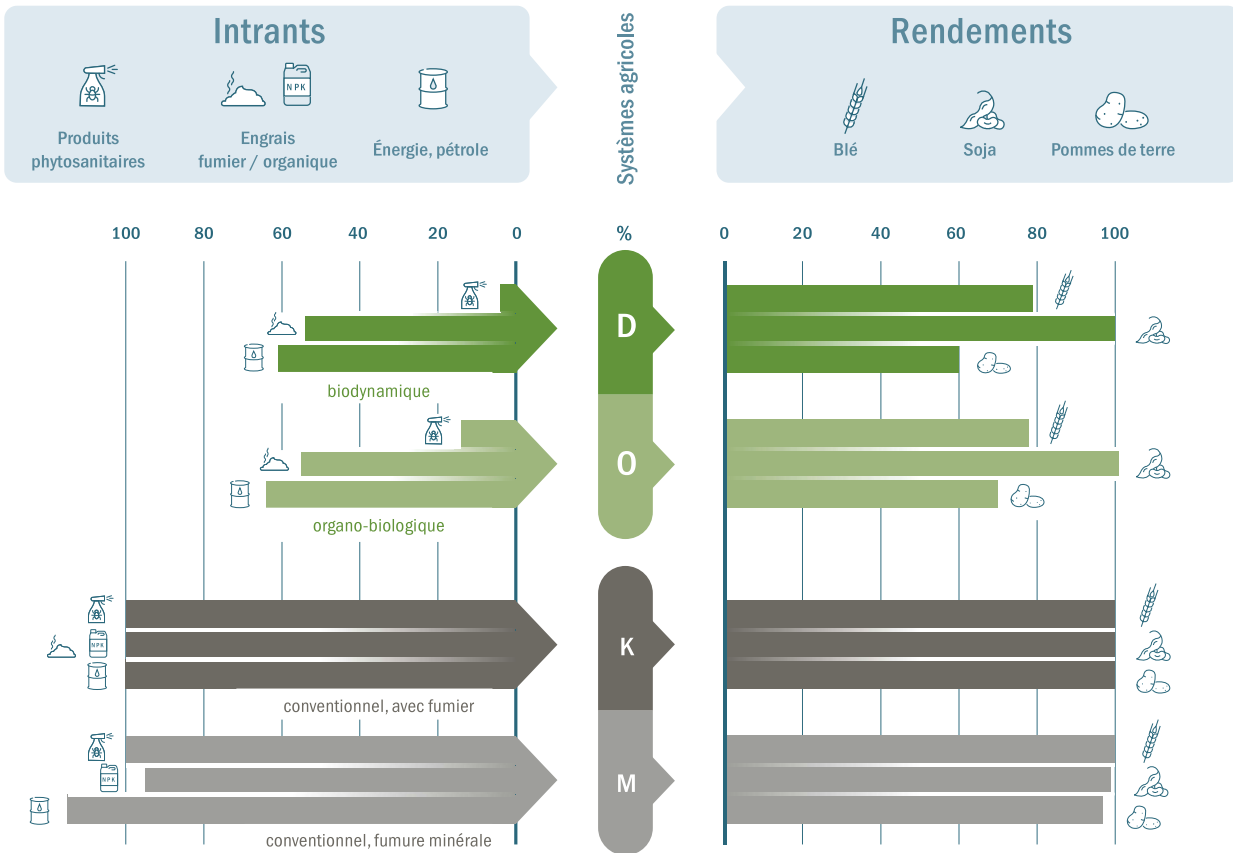 Intrants
Produits
phytosanitaires
NPK
Engrais
fumier / organique
Énergie, pétrole
Systèmes agricoles
Rendements
Blé
Soja
Pommes de terre
100 80 60 40 20 0 % 0 20 40 60 80 100
D
biodynamique
O
organo-biologique
K
NPK
conventionnel, avec fumier
M
NPK
conventionnel, fumure minérale